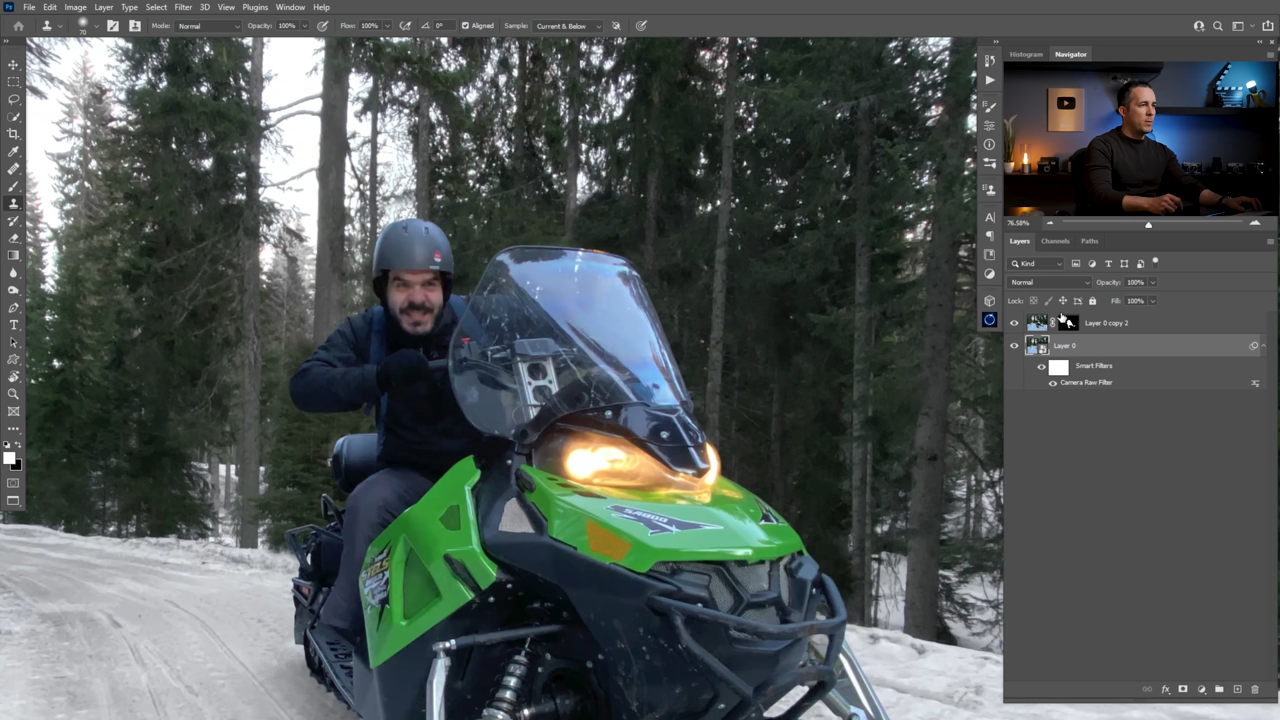 Ps File Edit Image Layer Type Select Filter 3D View Plugins Window Help
70 Mode: Normal Opacity: 100% Flow: 100% 0° Aligned Sample: Current & Below
Histogram Navigator
76.58%
Layers Channels Paths
Kind
Normal Opacity: 100%
Lock: Fill: 100%
Layer 0 copy 2
Layer 0
Smart Filters
Camera Raw Filter